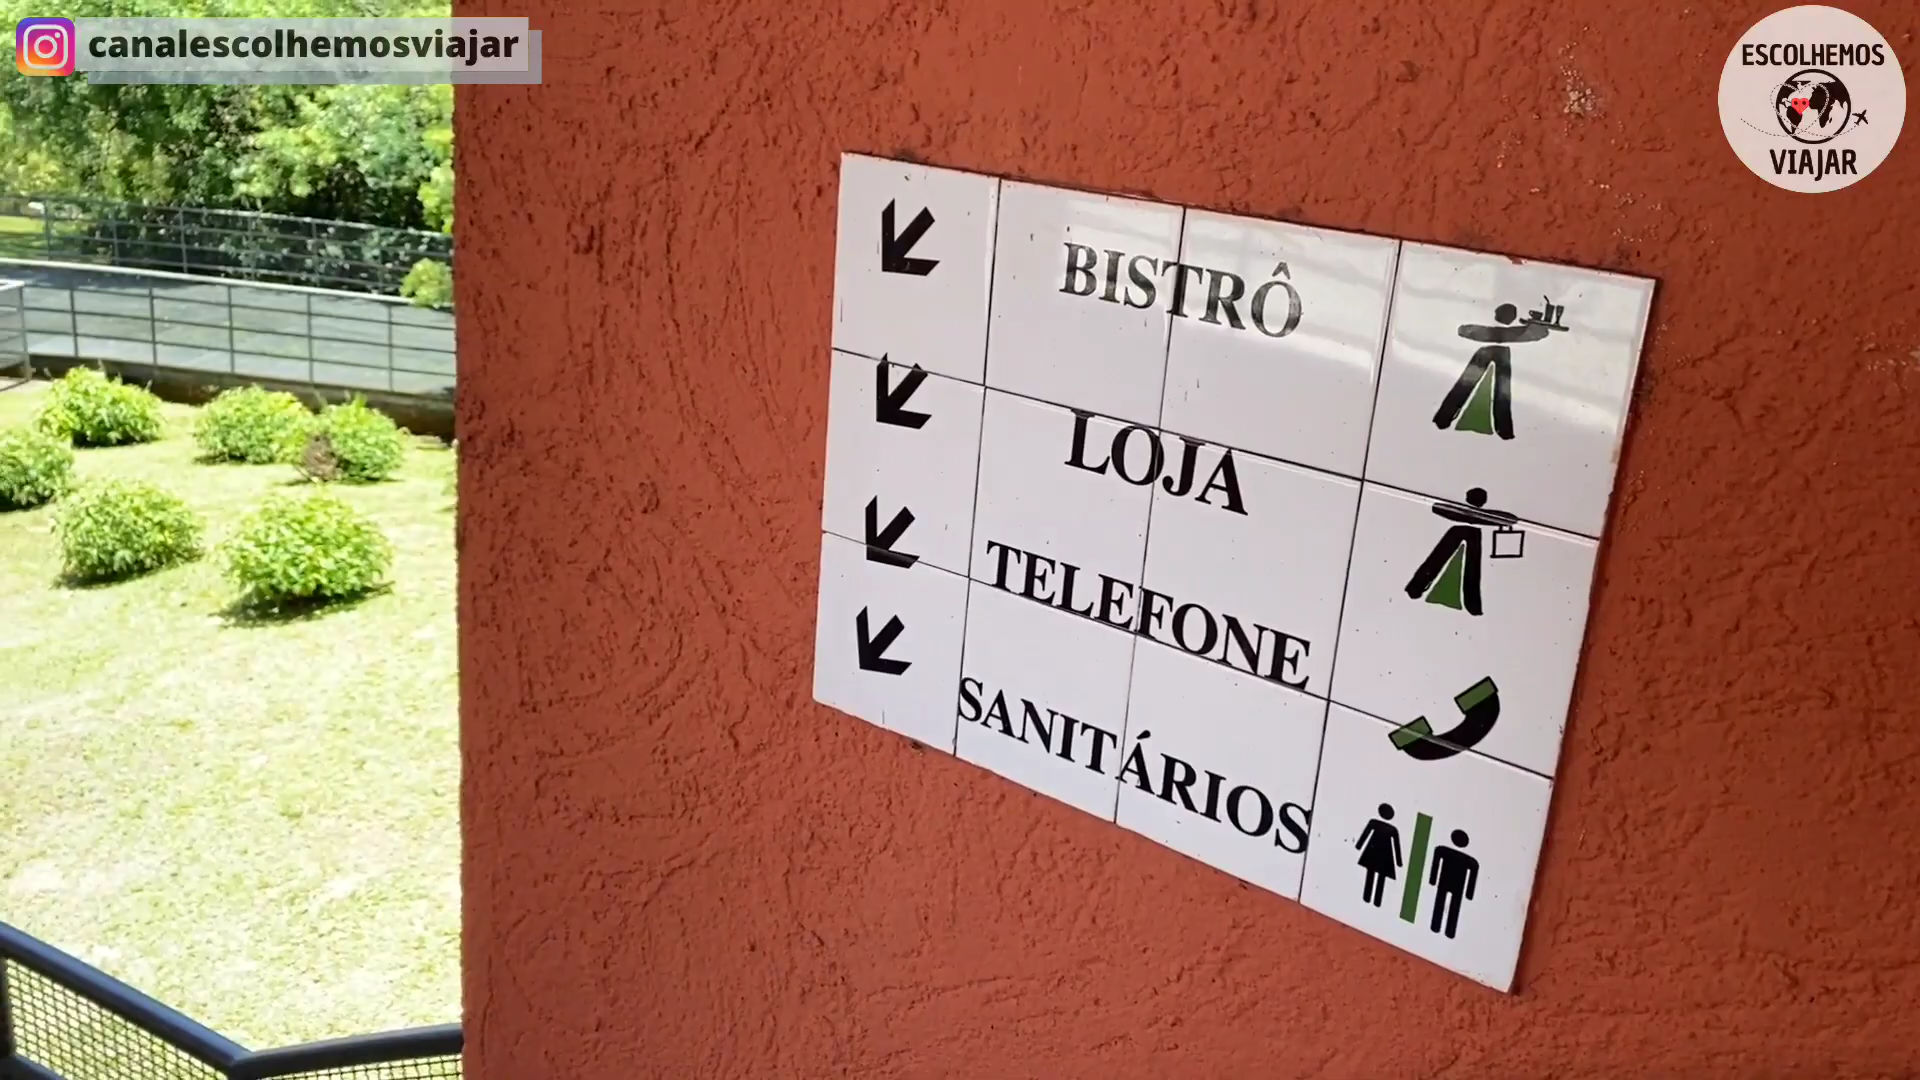 canalescolhemosviajar
ESCOLHEMOS
VIAJAR
BISTRÔ
LOJA
TELEFONE
SANITÁRIOS